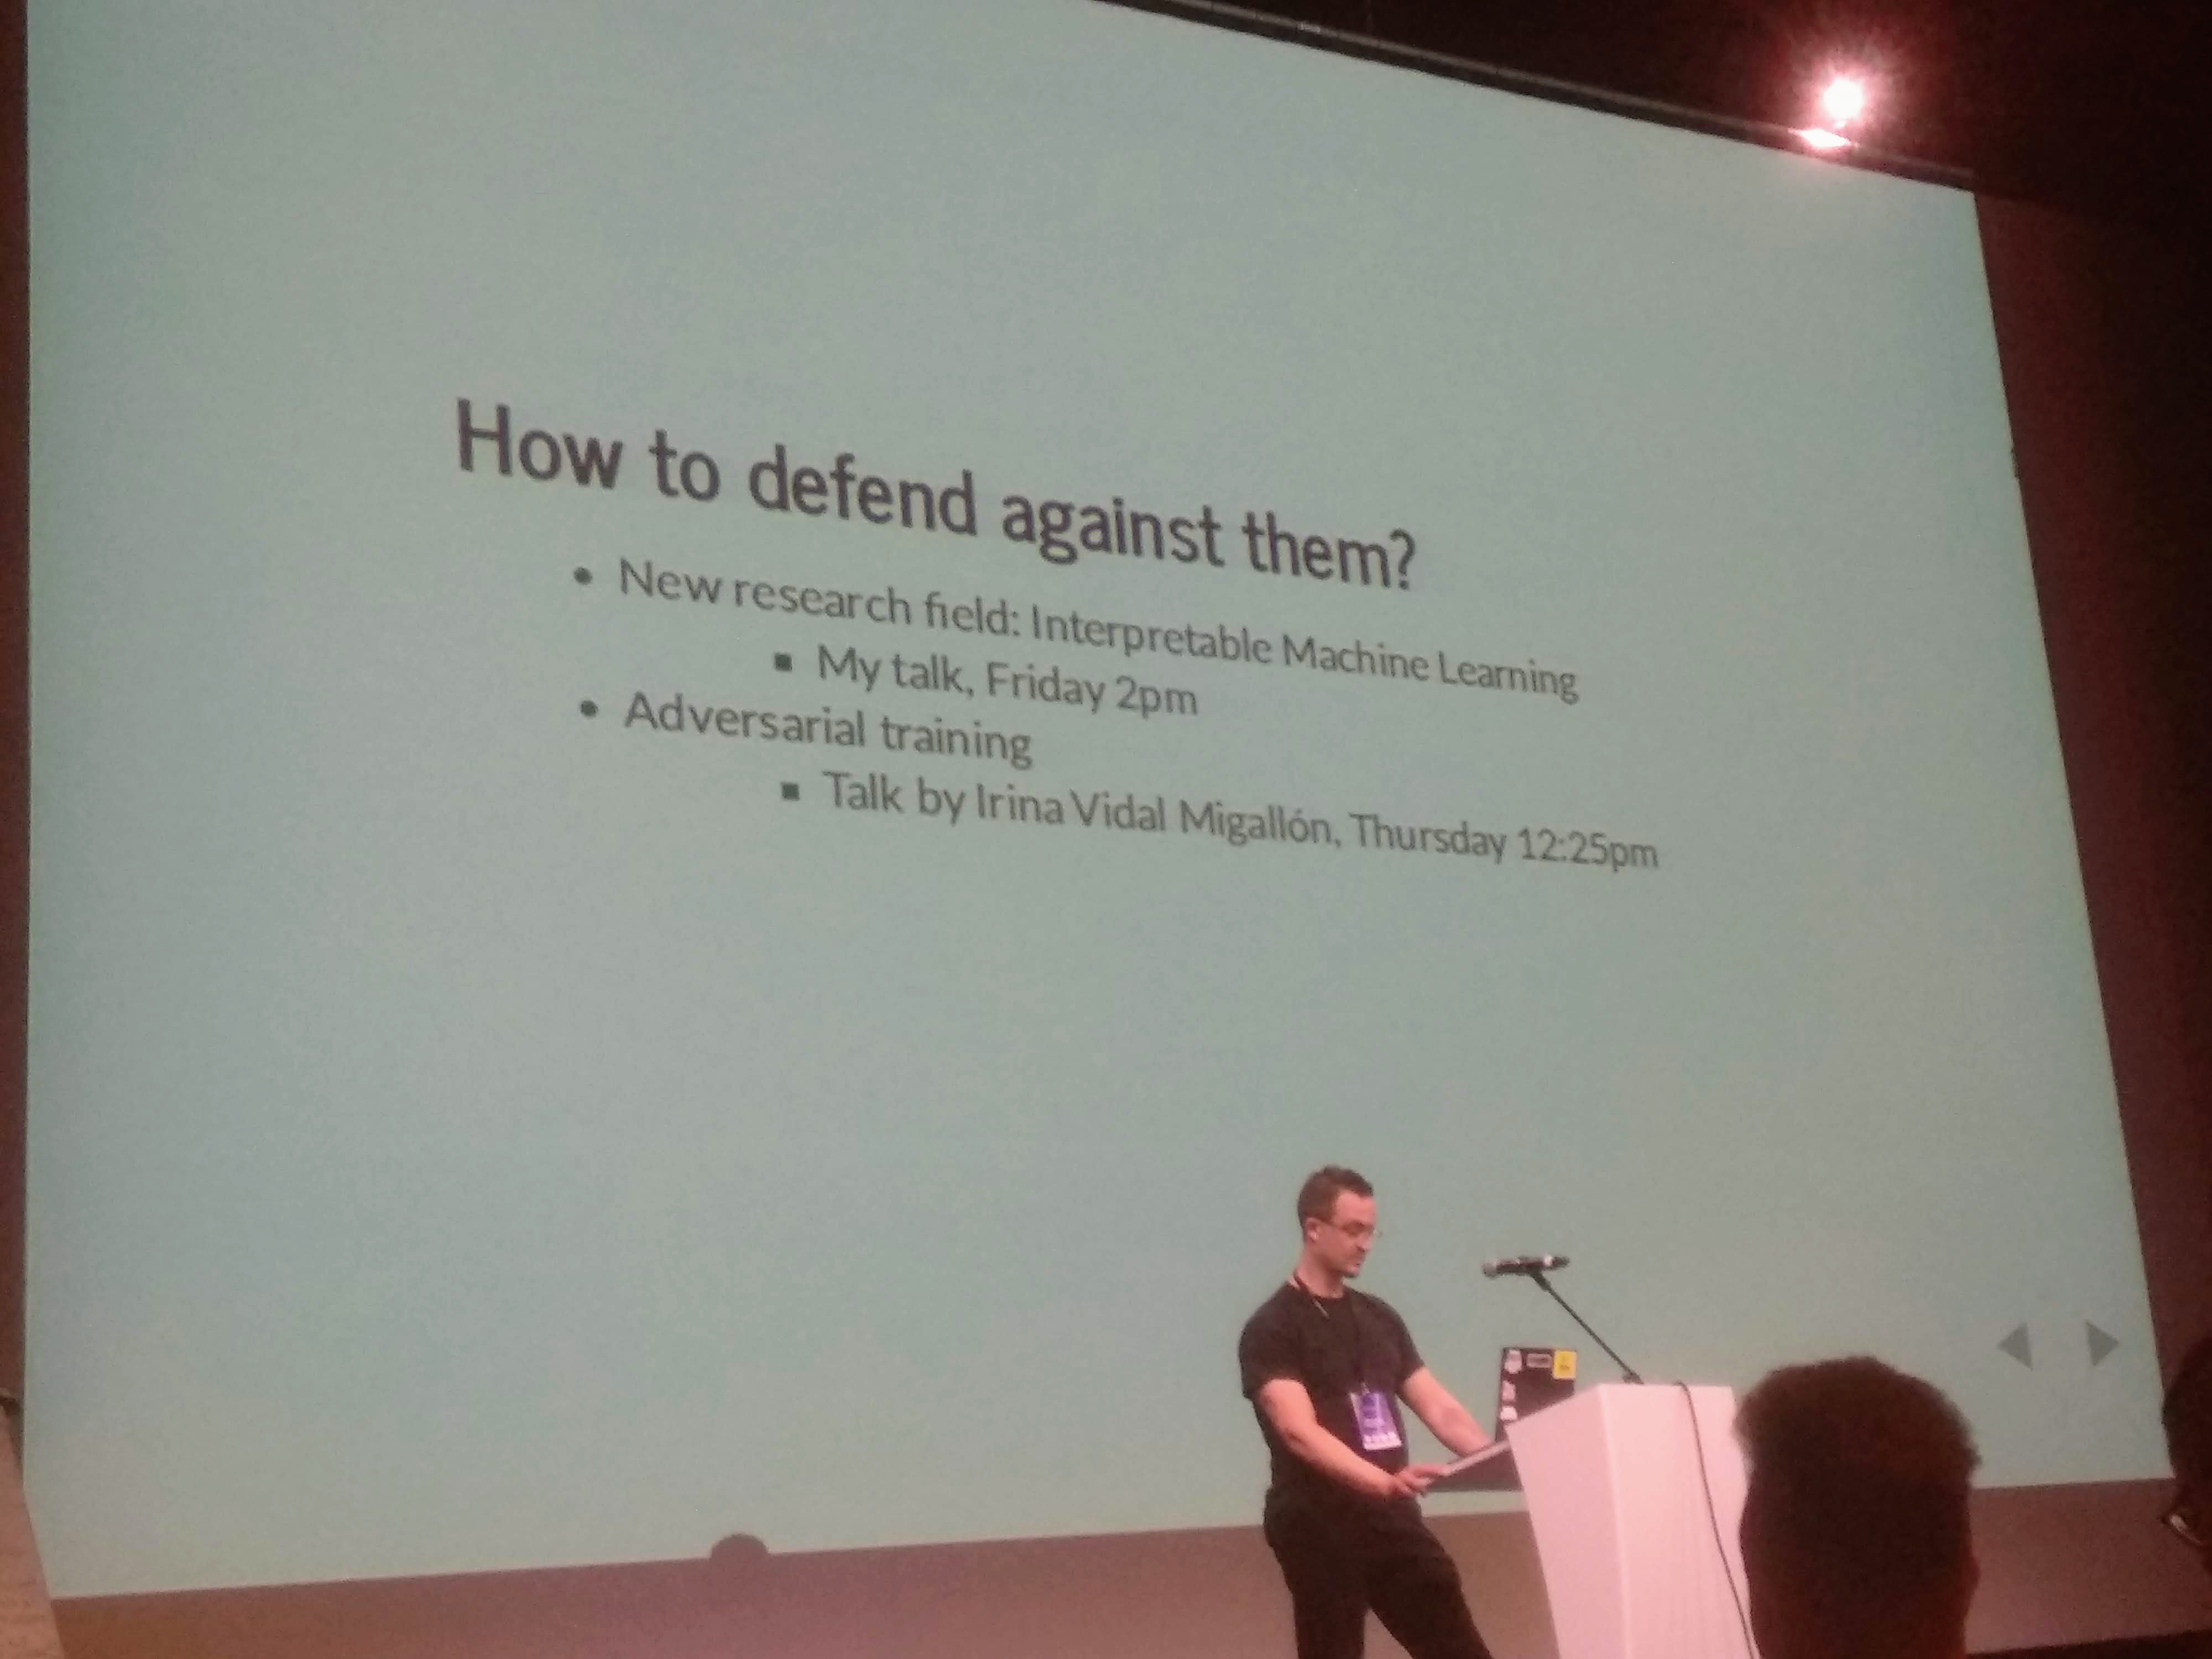 How to defend against them?
• New research field: Interpretable Machine Learning
▪ My talk, Friday 2pm
• Adversarial training
▪ Talk by Irina Vidal Migallón, Thursday 12:25pm